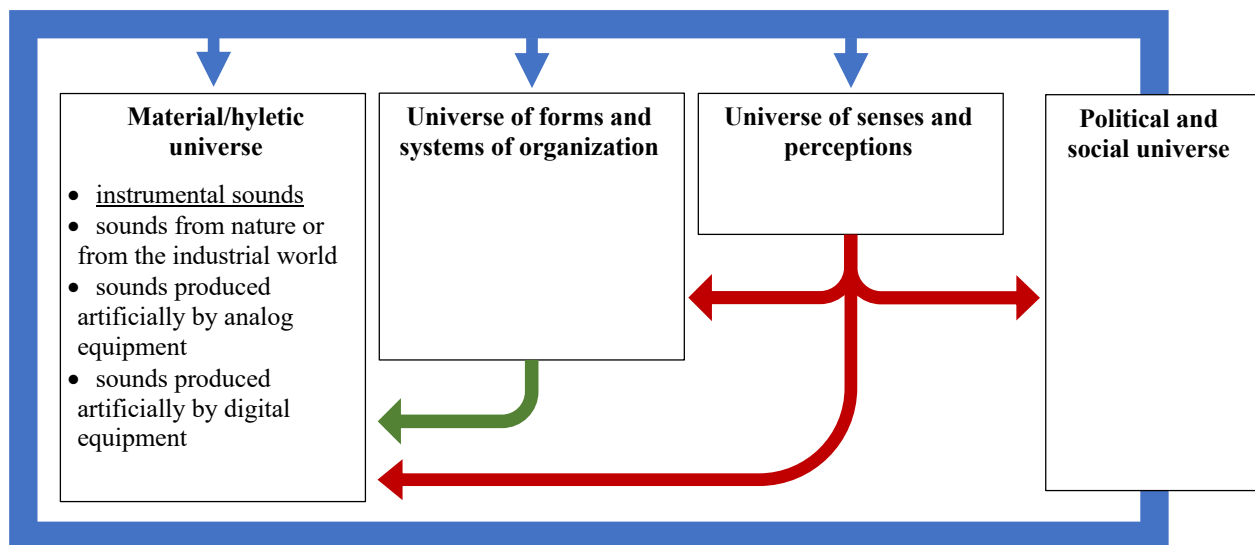 Material/hyletic
universe
• instrumental sounds
• sounds from nature or
from the industrial world
• sounds produced
artificially by analog
equipment
• sounds produced
artificially by digital
equipment
Universe of forms and
systems of organization
Universe of senses and
perceptions
Political and
social universe